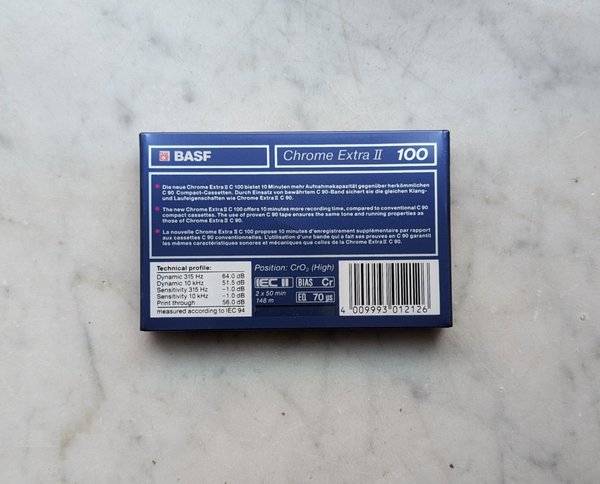 BASF
Chrome Extra II 100
Die neue Chrome Extra II C 100 bietet 10 Minuten mehr Aufnahmekapazität gegenüber herkömmlichen
C 90 Compact-Cassetten. Durch Einsatz von bewährtem C 90-Band sichert sie die gleichen Klang-
und Laufeigenschaften wie Chrome Extra II C 90.
The new Chrome Extra II C 100 offers 10 minutes more recording time, compared to conventional C 90
compact cassettes. The use of proven C 90 tape ensures the same tone and running properties as
those of Chrome Extra II C 90.
La nouvelle Chrome Extra II C 100 propose 10 minutes d'enregistrement supplémentaire par rapport
aux cassettes C 90 conventionnelles. L'utilisation d'une bande qui a fait ses preuves en C 90 garantit
les mêmes caractéristiques sonores et mécaniques que celles de la Chrome Extra II C 90.
Technical profile:
Dynamic 315 Hz 64.0 dB
Dynamic 10 kHz 51.5 dB
Sensitivity 315 Hz –1.0 dB
Sensitivity 10 kHz –1.0 dB
Print through 56.0 dB
measured according to IEC 94
Position: CrO₂ (High)
IEC II BIAS Cr
2 x 50 min
148 m
EQ 70 µs
4 009993 012126